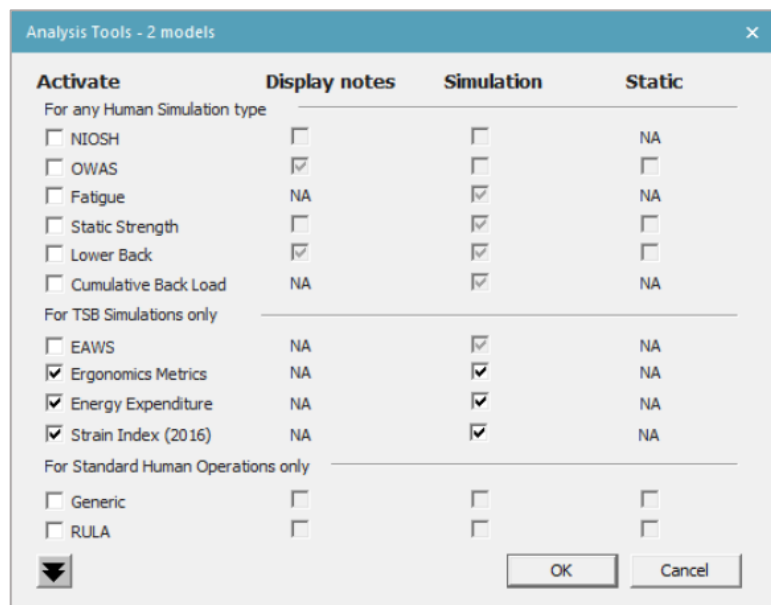 Analysis Tools - 2 models
Activate Display notes Simulation Static
For any Human Simulation type
NIOSH NA
OWAS
Fatigue NA NA
Static Strength
Lower Back
Cumulative Back Load NA NA
For TSB Simulations only
EAWS NA NA
Ergonomics Metrics NA NA
Energy Expenditure NA NA
Strain Index (2016) NA NA
For Standard Human Operations only
Generic
RULA
OK Cancel